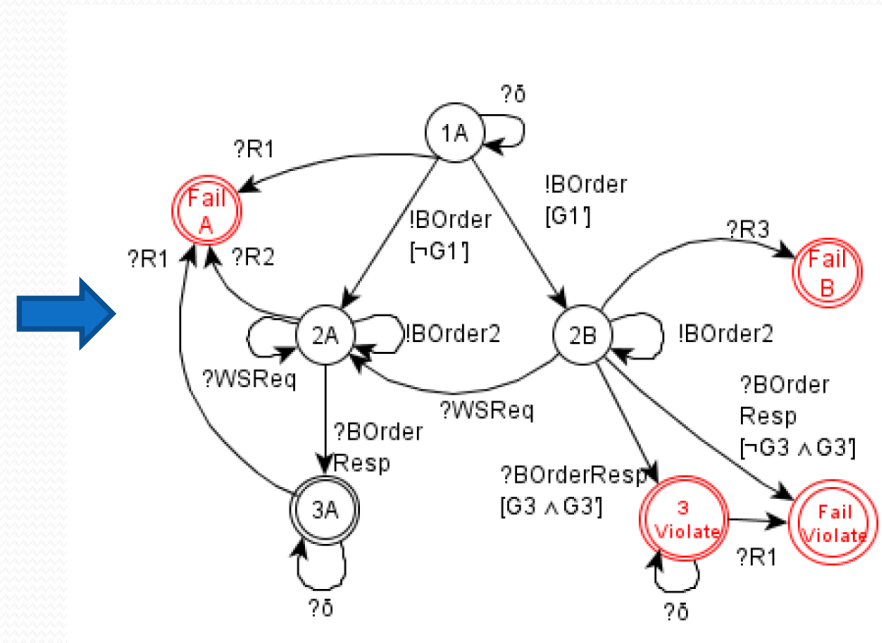 ?δ
1A
?R1
!BOrder
[G1']
Fail
A
!BOrder
[¬G1']
?R3
?R1
?R2
Fail
B
2A
!BOrder2
2B
!BOrder2
?WSReq
?WSReq
?BOrder
Resp
[¬G3 ∧G3']
?BOrder
Resp
?BOrderResp
[G3 ∧G3']
3A
3
Violate
Fail
Violate
?R1
?δ
?δ